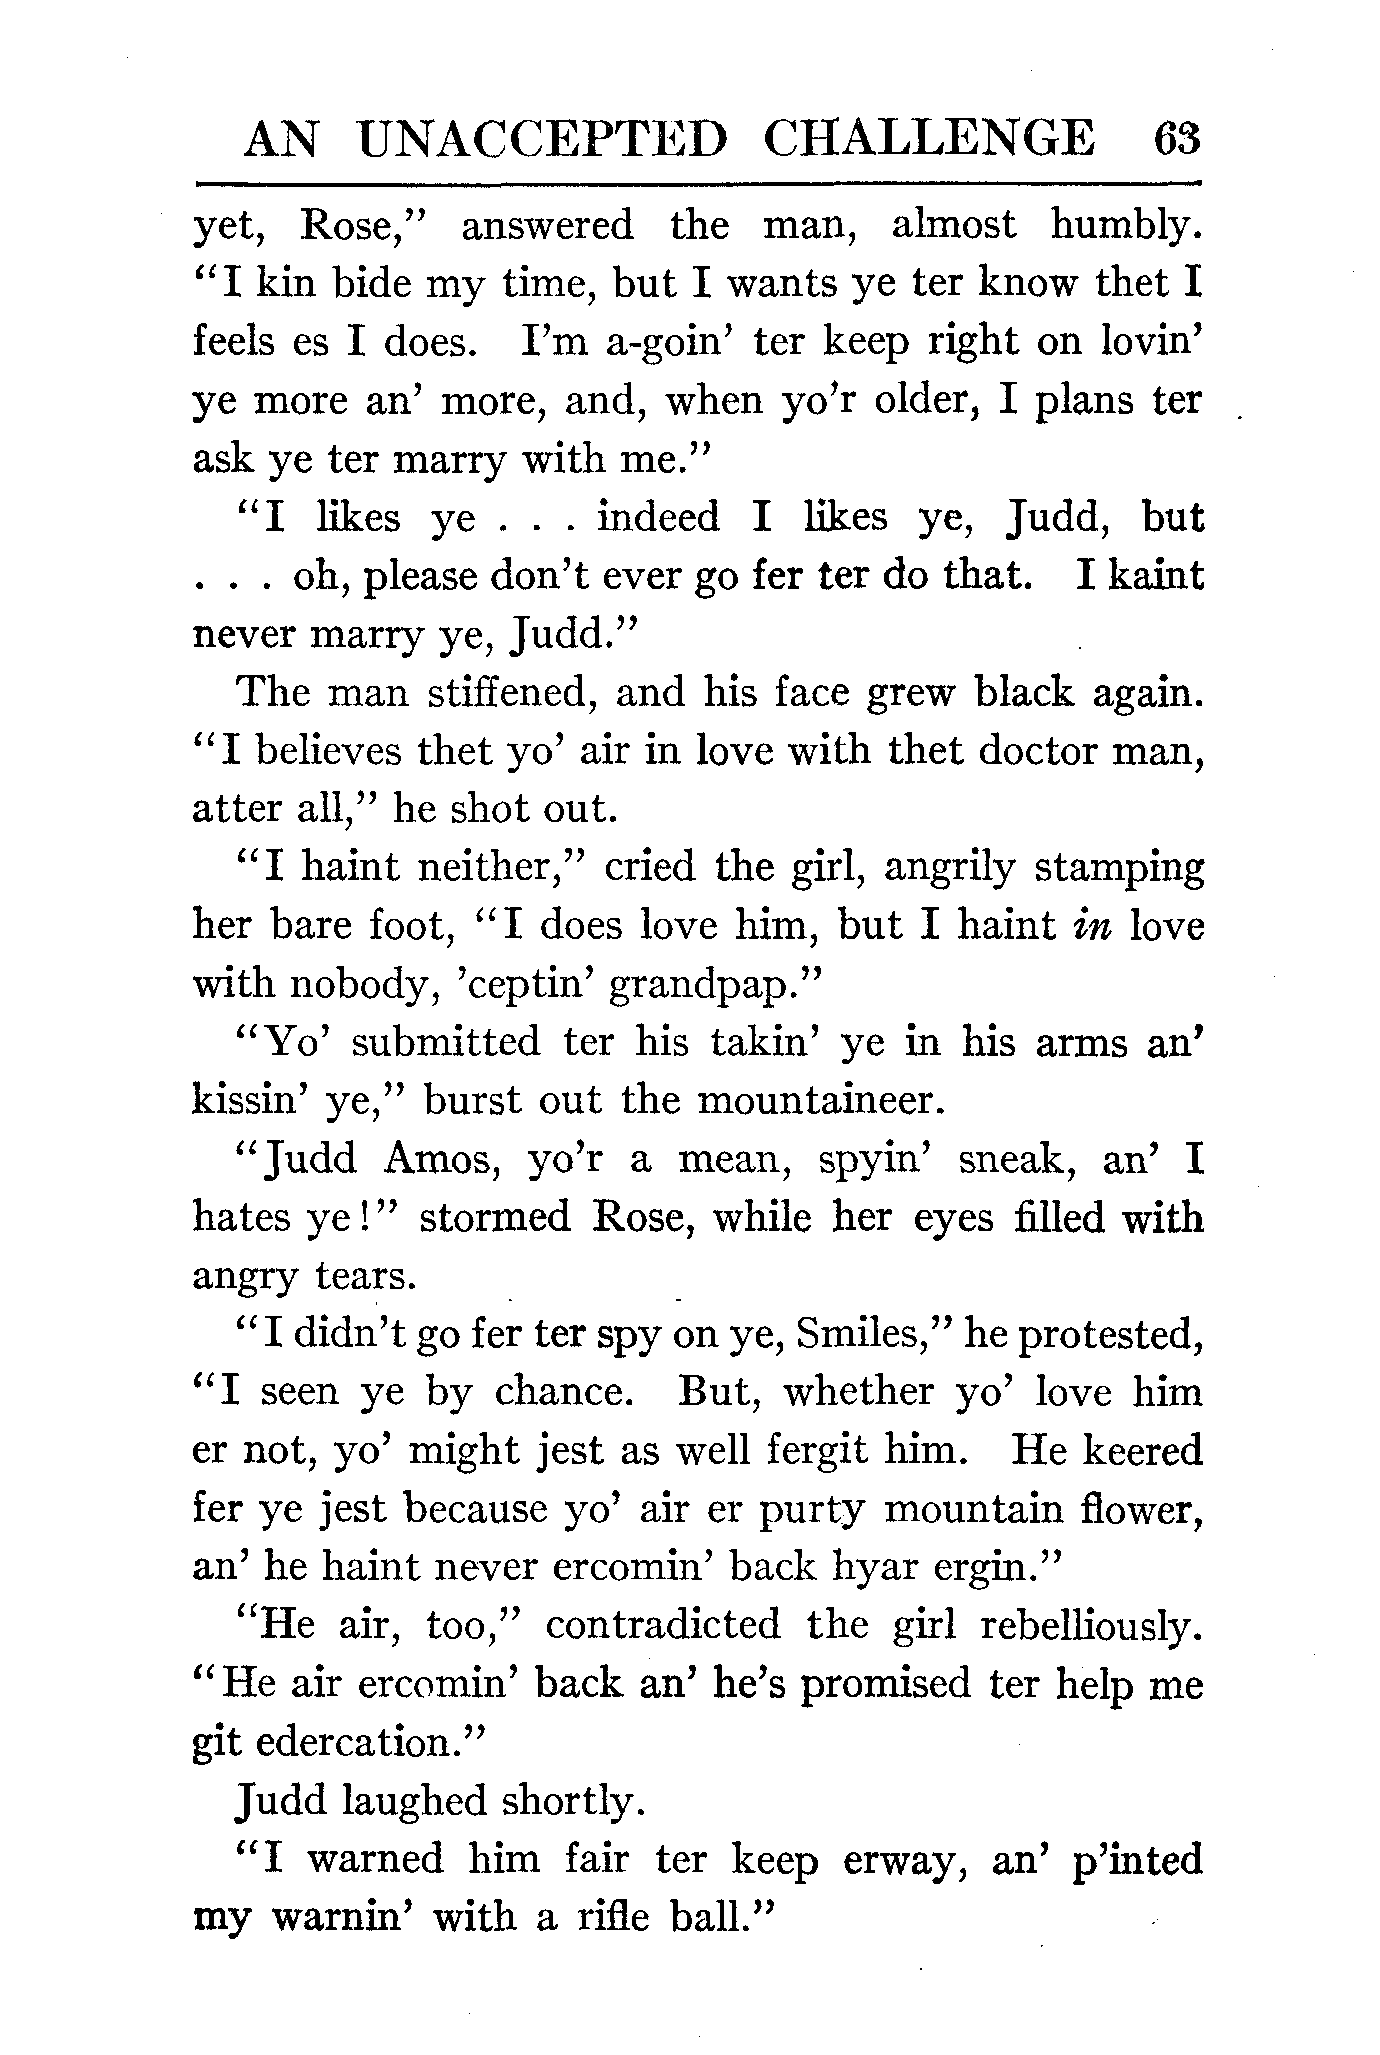 AN UNACCEPTED CHALLENGE 63
yet, Rose,” answered the man, almost humbly.
“I kin bide my time, but I wants ye ter know thet I
feels es I does. I’m a-goin’ ter keep right on lovin’
ye more an’ more, and, when yo’r older, I plans ter
ask ye ter marry with me.”
“I likes ye . . . indeed I likes ye, Judd, but
. . . oh, please don’t ever go fer ter do that. I kaint
never marry ye, Judd.”
The man stiffened, and his face grew black again.
“I believes thet yo’ air in love with thet doctor man,
atter all,” he shot out.
“I haint neither,” cried the girl, angrily stamping
her bare foot, “I does love him, but I haint in love
with nobody, ’ceptin’ grandpap.”
“Yo’ submitted ter his takin’ ye in his arms an’
kissin’ ye,” burst out the mountaineer.
“Judd Amos, yo’r a mean, spyin’ sneak, an’ I
hates ye!” stormed Rose, while her eyes filled with
angry tears.
“I didn’t go fer ter spy on ye, Smiles,” he protested,
“I seen ye by chance. But, whether yo’ love him
er not, yo’ might jest as well fergit him. He keered
fer ye jest because yo’ air er purty mountain flower,
an’ he haint never ercomin’ back hyar ergin.”
“He air, too,” contradicted the girl rebelliously.
“He air ercomin’ back an’ he’s promised ter help me
git edercation.”
Judd laughed shortly.
“I warned him fair ter keep erway, an’ p’inted
my warnin’ with a rifle ball.”